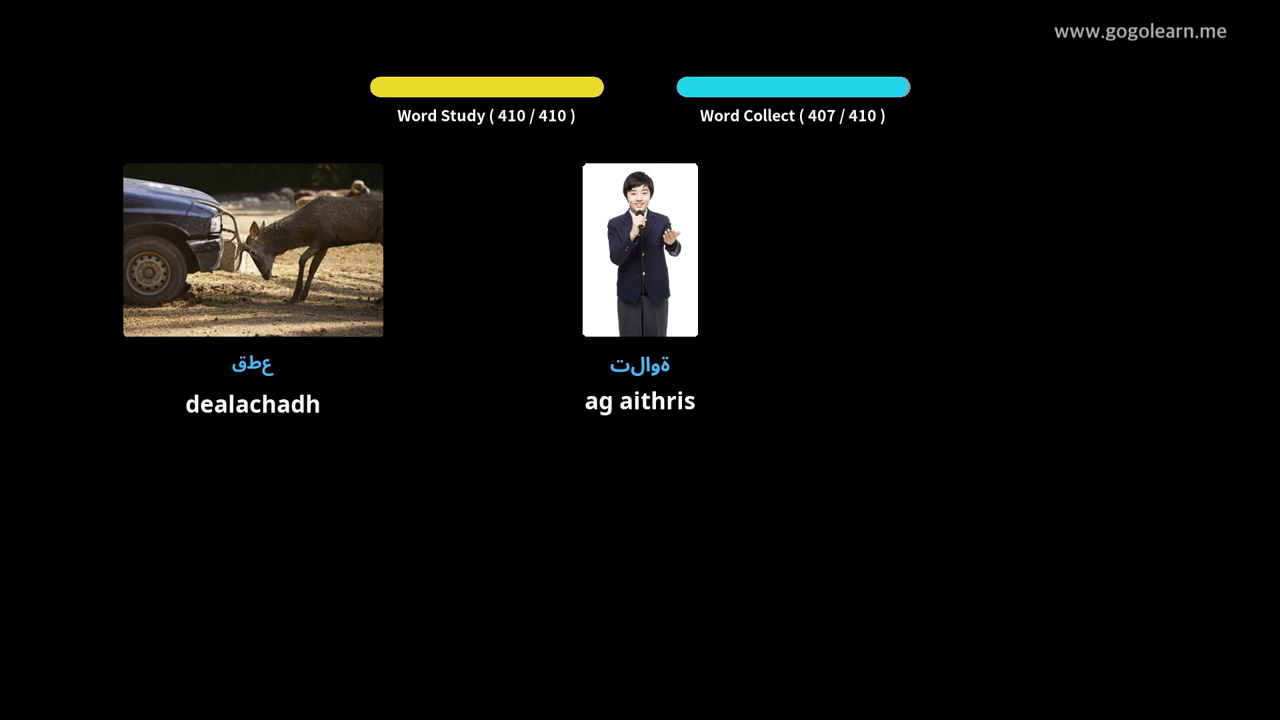 www.gogolearn.me
Word Study ( 410 / 410 )
Word Collect ( 407 / 410 )
عطق
dealachadh
ةوالت
ag aithris